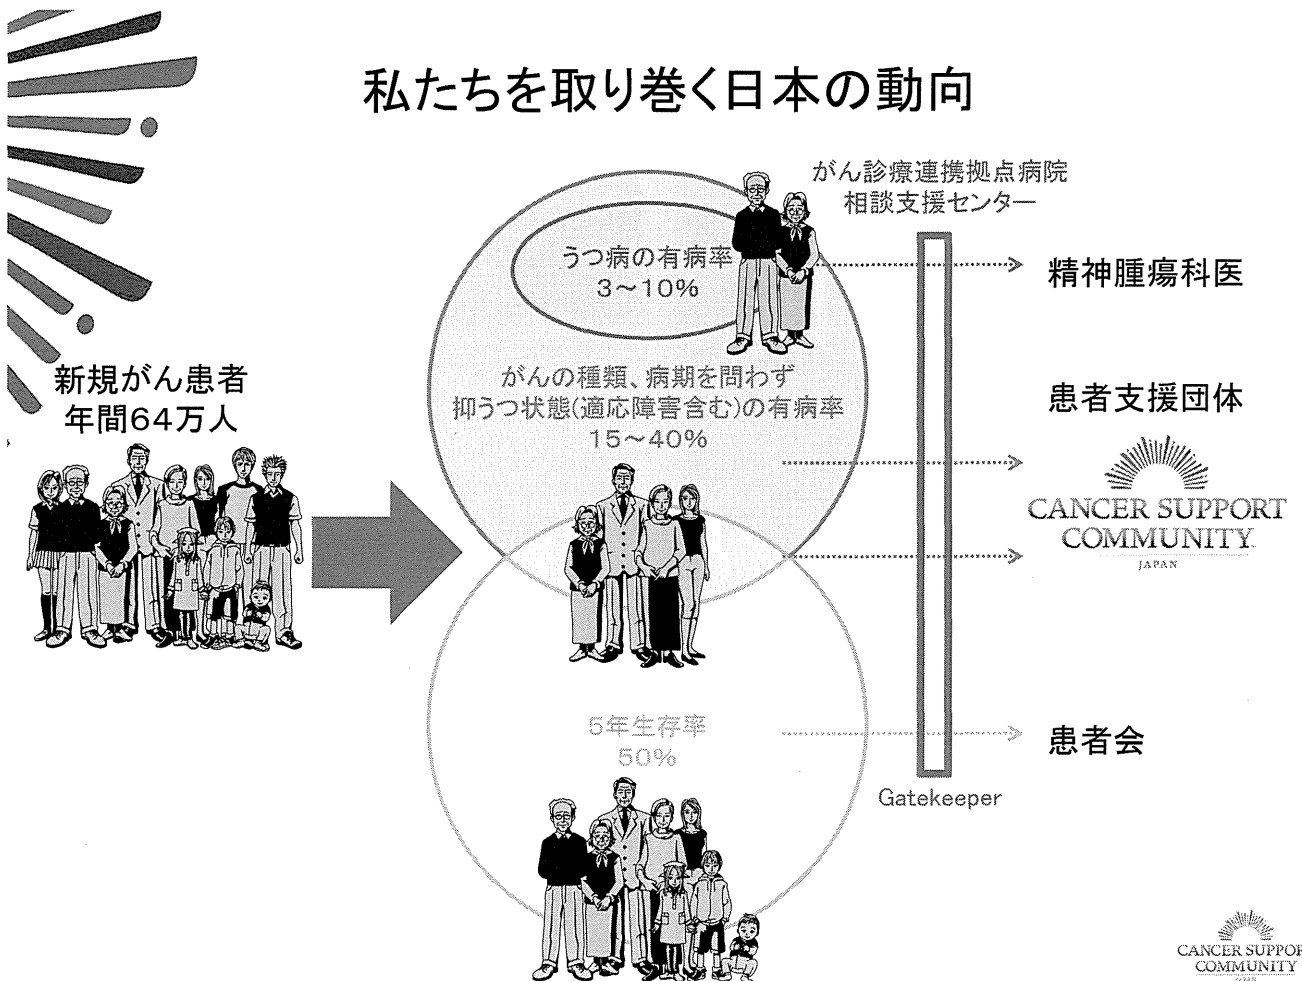 私たちを取り巻く日本の動向
がん診療連携拠点病院
相談支援センター
うつ病の有病率
3～10%
精神腫瘍科医
新規がん患者
年間64万人
がんの種類、病期を問わず
抑うつ状態(適応障害含む)の有病率
15～40%
患者支援団体
CANCER SUPPORT
COMMUNITY
JAPAN
5年生存率
50%
患者会
Gatekeeper
CANCER SUPPOR
COMMUNITY